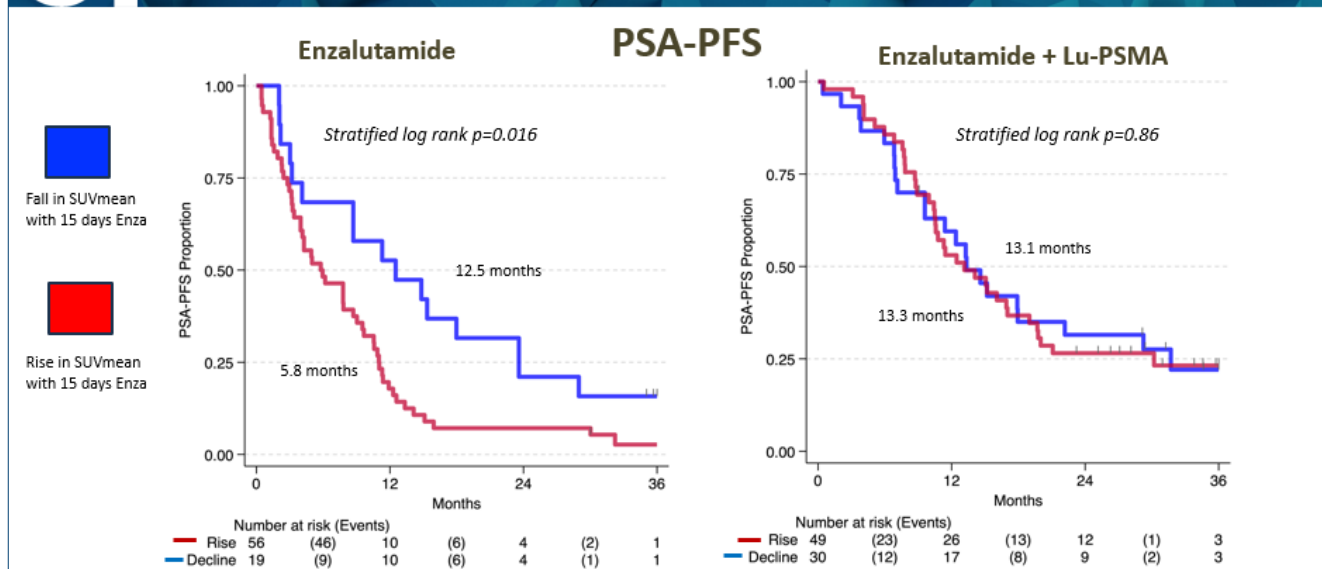 PSA-PFS
Enzalutamide
Enzalutamide + Lu-PSMA
Fall in SUVmean
with 15 days Enza
Rise in SUVmean
with 15 days Enza
PSA-PFS Proportion
1.00
0.75
0.50
0.25
0.00
Stratified log rank p=0.016
12.5 months
5.8 months
0 12 24 36
Months
Number at risk (Events)
Rise 56 (46) 10 (6) 4 (2) 1
Decline 19 (9) 10 (6) 4 (1) 1
PSA-PFS Proportion
1.00
0.75
0.50
0.25
0.00
Stratified log rank p=0.86
13.1 months
13.3 months
0 12 24 36
Months
Number at risk (Events)
Rise 49 (23) 26 (13) 12 (1) 3
Decline 30 (12) 17 (8) 9 (2) 3